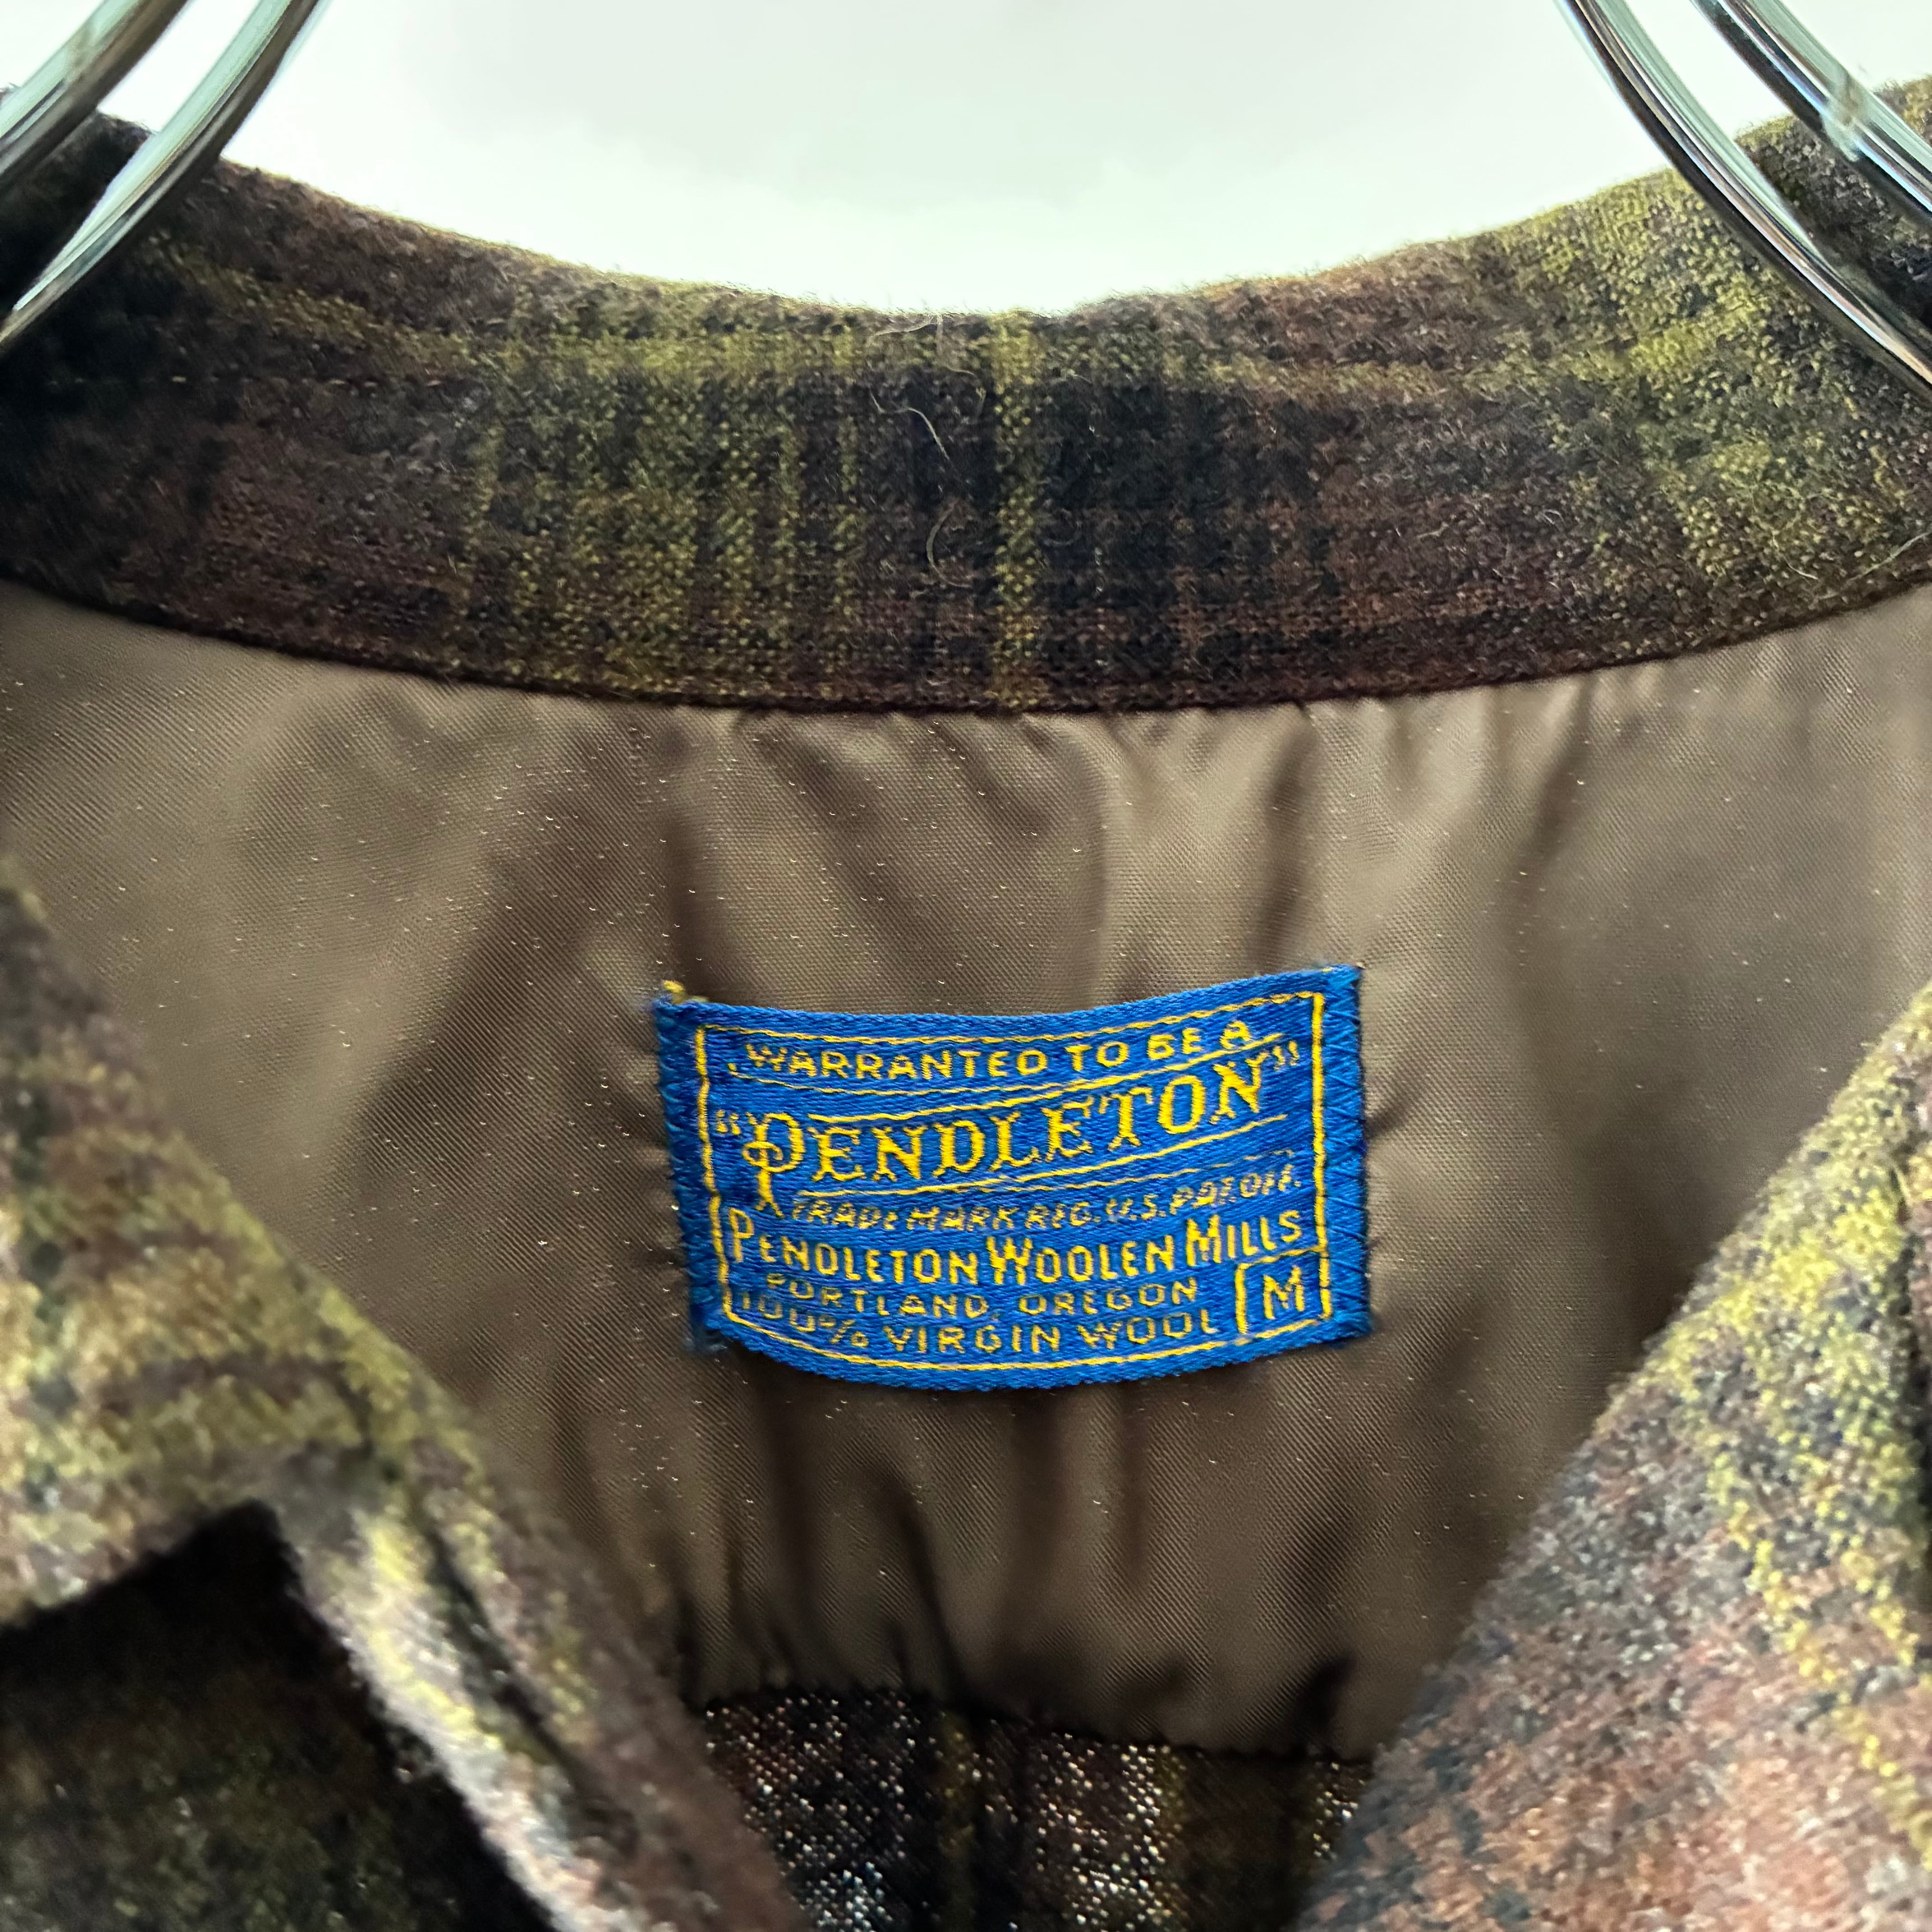 WARRANTED TO BE A
"PENDLETON"
TRADE MARK REG. U.S. PAT. OFF.
PENDLETON WOOLEN MILLS
PORTLAND, OREGON
100% VIRGIN WOOL M